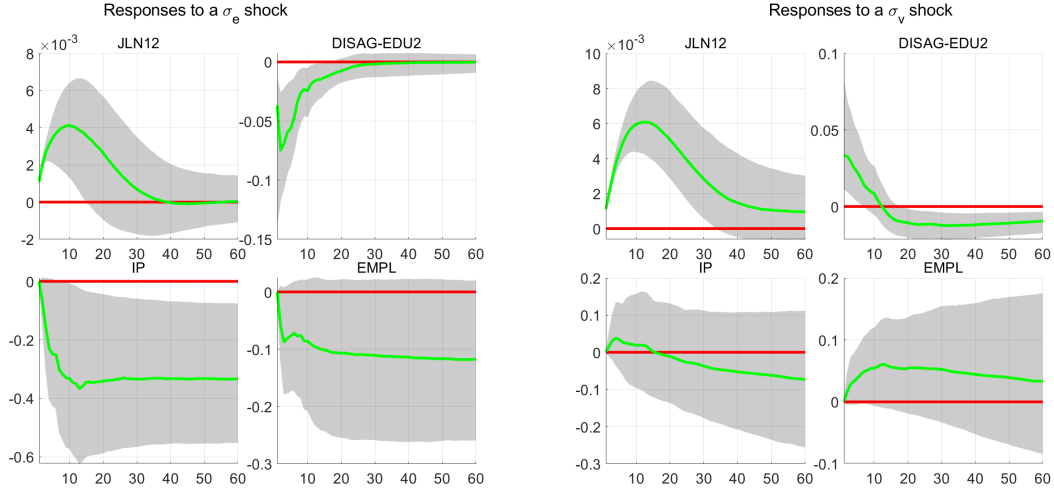 Responses to a σe shock
Responses to a σv shock
JLN12
×10-3
8
6
4
2
0
-2
10 20 30 40 50 60
DISAG-EDU2
0
-0.05
-0.1
-0.15
10 20 30 40 50 60
JLN12
×10-3
10
8
6
4
2
0
10 20 30 40 50 60
DISAG-EDU2
0.1
0.05
0
10 20 30 40 50 60
IP
0
-0.2
-0.4
-0.6
10 20 30 40 50 60
EMPL
0
-0.1
-0.2
-0.3
10 20 30 40 50 60
IP
0.2
0.1
0
-0.1
-0.2
-0.3
10 20 30 40 50 60
EMPL
0.2
0.1
0
-0.1
10 20 30 40 50 60